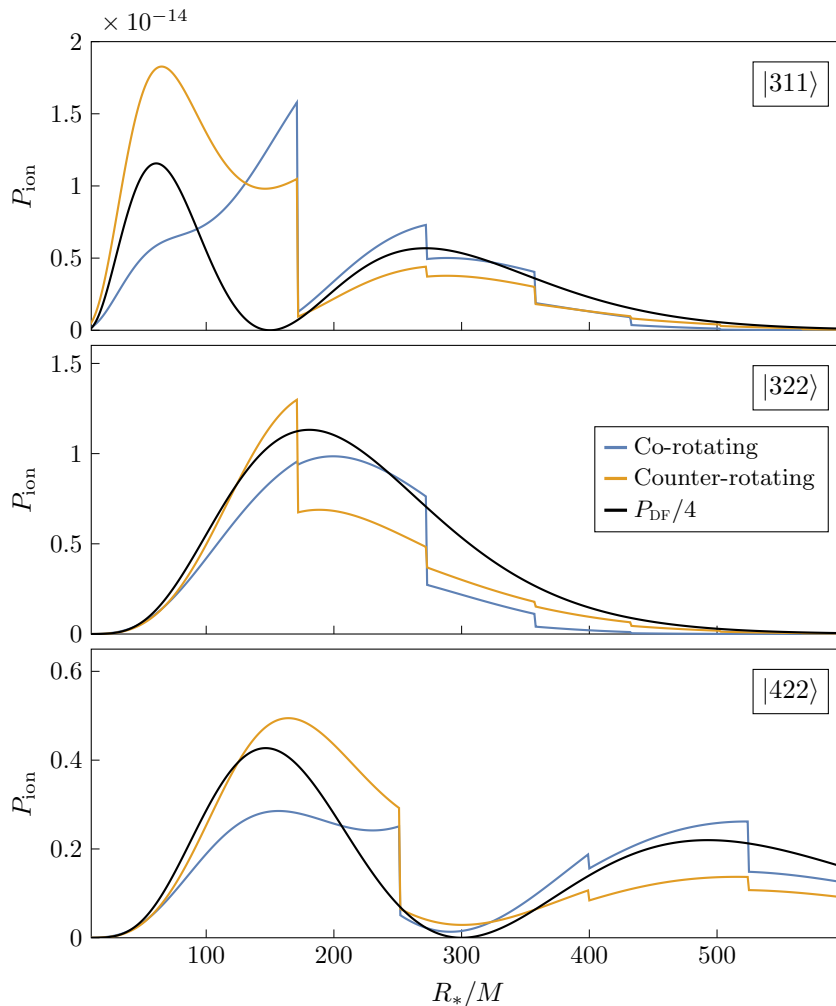 × 10⁻¹⁴
2
1.5
1
0.5
0
P_ion
|311⟩
1.5
1
0.5
0
P_ion
|322⟩
Co-rotating
Counter-rotating
P_DF/4
0.6
0.4
0.2
0
P_ion
|422⟩
100 200 300 400 500
R_*/M